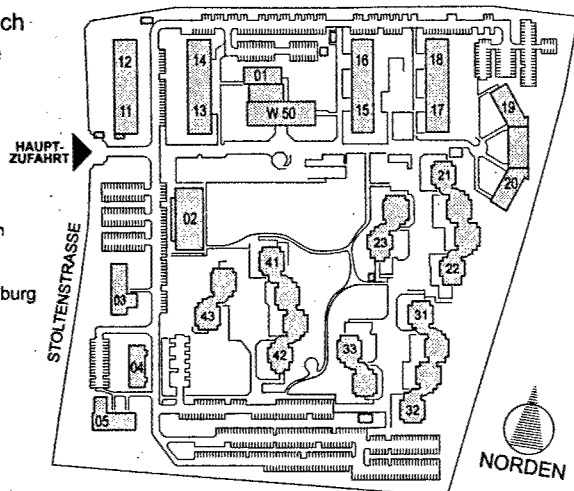 ch
e
n
burg
HAUPT-
ZUFAHRT
STOLTENSTRASSE
12
11
14
13
01
W 50
16
15
18
17
19
20
21
22
02
23
41
42
43
31
32
33
03
04
05
NORDEN